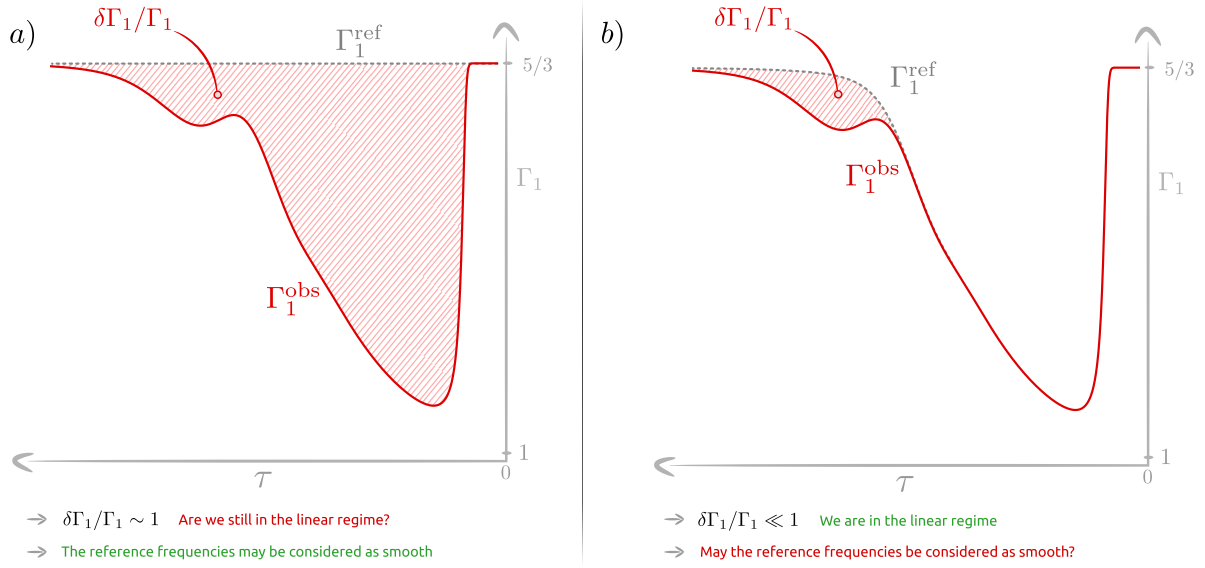 a)
δΓ₁/Γ₁
Γ₁^ref
5/3
Γ₁
Γ₁^obs
1
0
τ
δΓ₁/Γ₁ ∼ 1 Are we still in the linear regime?
The reference frequencies may be considered as smooth
b)
δΓ₁/Γ₁
Γ₁^ref
5/3
Γ₁^obs
Γ₁
1
0
τ
δΓ₁/Γ₁ ≪ 1 We are in the linear regime
May the reference frequencies be considered as smooth?